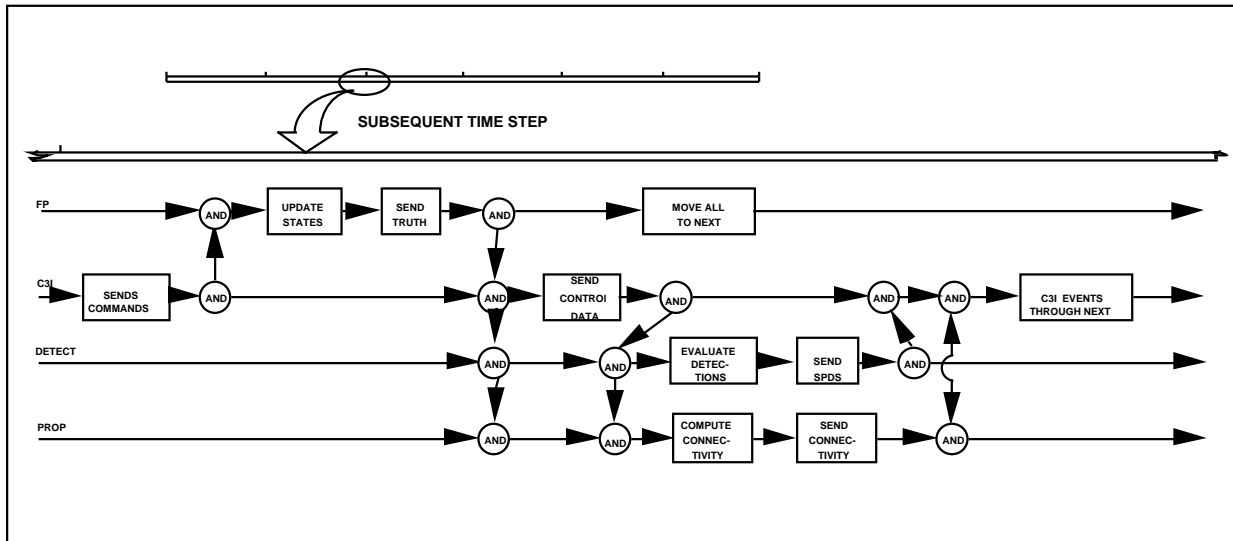 SUBSEQUENT TIME STEP
FP
AND
UPDATE
STATES
SEND
TRUTH
AND
MOVE ALL
TO NEXT
C3I
SENDS
COMMANDS
AND
AND
SEND
CONTROI
DATA
AND
AND
AND
C3I EVENTS
THROUGH NEXT
DETECT
AND
AND
EVALUATE
DETEC-
TIONS
SEND
SPDS
AND
PROP
AND
AND
COMPUTE
CONNEC-
TIVITY
SEND
CONNEC-
TIVITY
AND